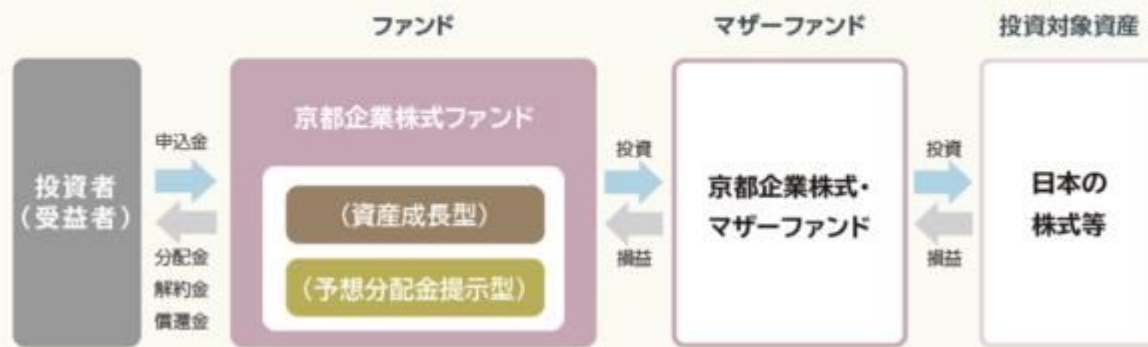 ファンド
マザーファンド
投資対象資産
投資者
（受益者）
申込金
分配金
解約金
償還金
京都企業株式ファンド
（資産成長型）
（予想分配金提示型）
投資
損益
京都企業株式・
マザーファンド
投資
損益
日本の
株式等